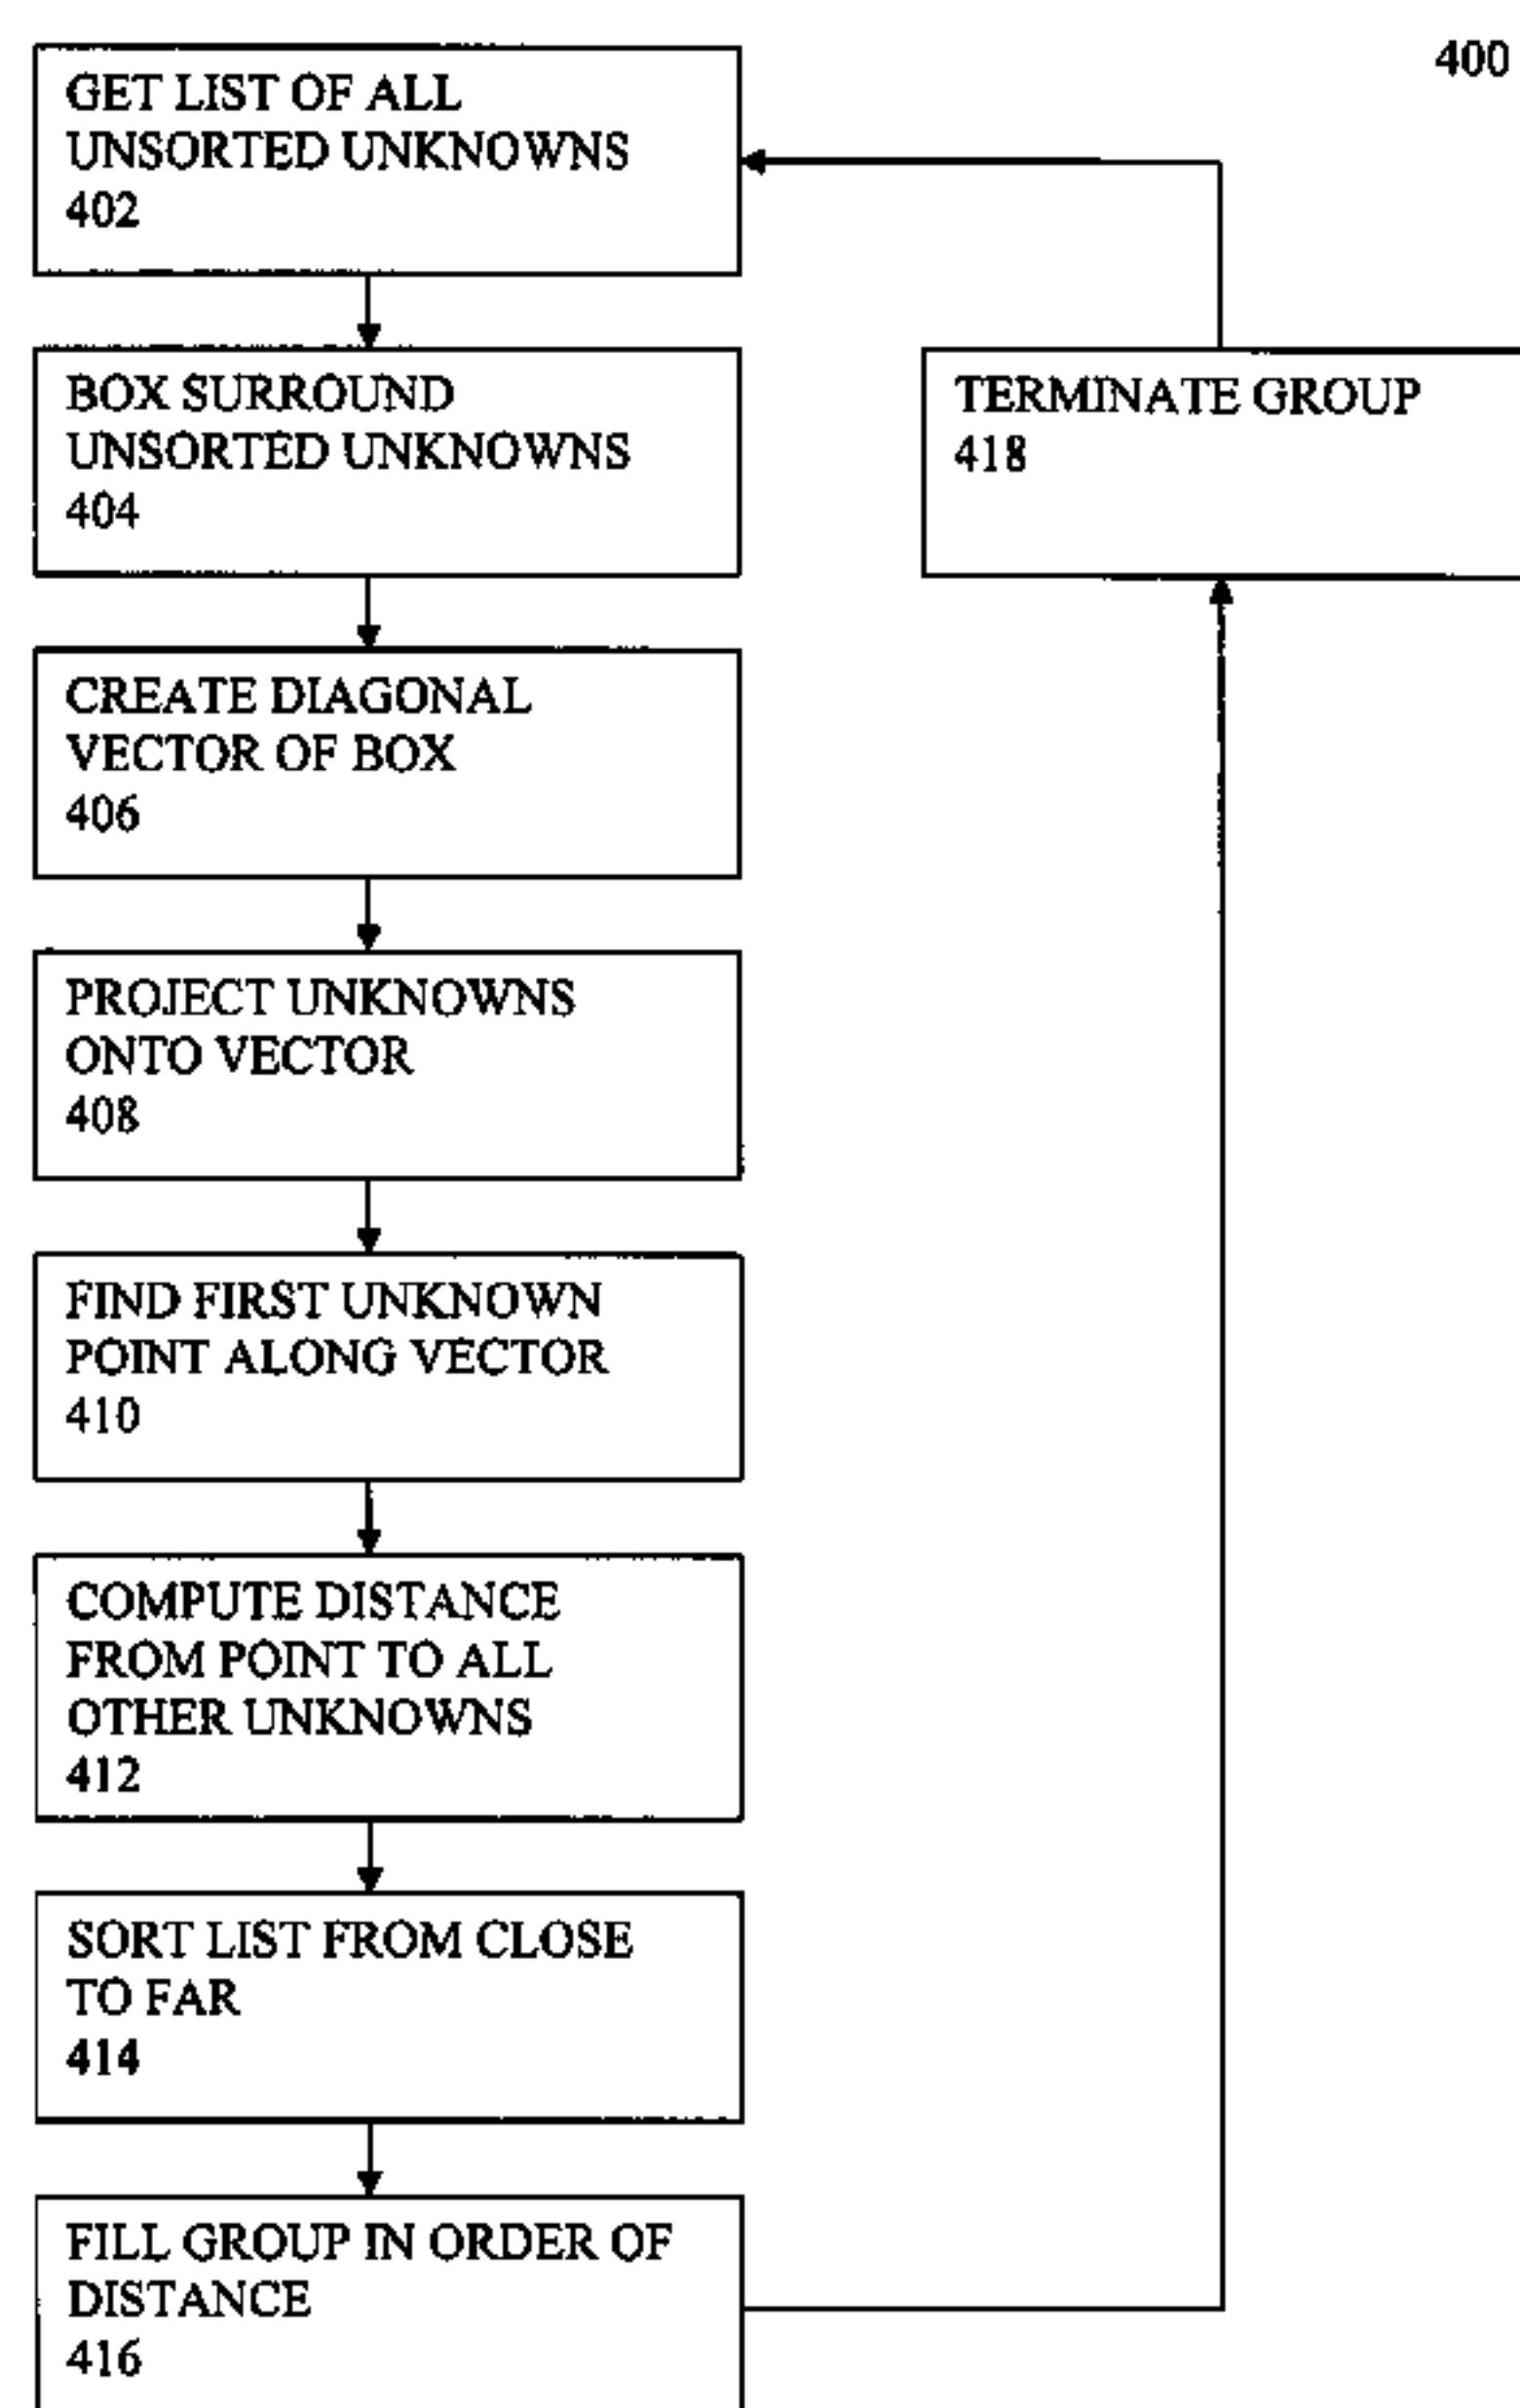 400
GET LIST OF ALL
UNSORTED UNKNOWNS
402
BOX SURROUND
UNSORTED UNKNOWNS
404
TERMINATE GROUP
418
CREATE DIAGONAL
VECTOR OF BOX
406
PROJECT UNKNOWNS
ONTO VECTOR
408
FIND FIRST UNKNOWN
POINT ALONG VECTOR
410
COMPUTE DISTANCE
FROM POINT TO ALL
OTHER UNKNOWNS
412
SORT LIST FROM CLOSE
TO FAR
414
FILL GROUP IN ORDER OF
DISTANCE
416